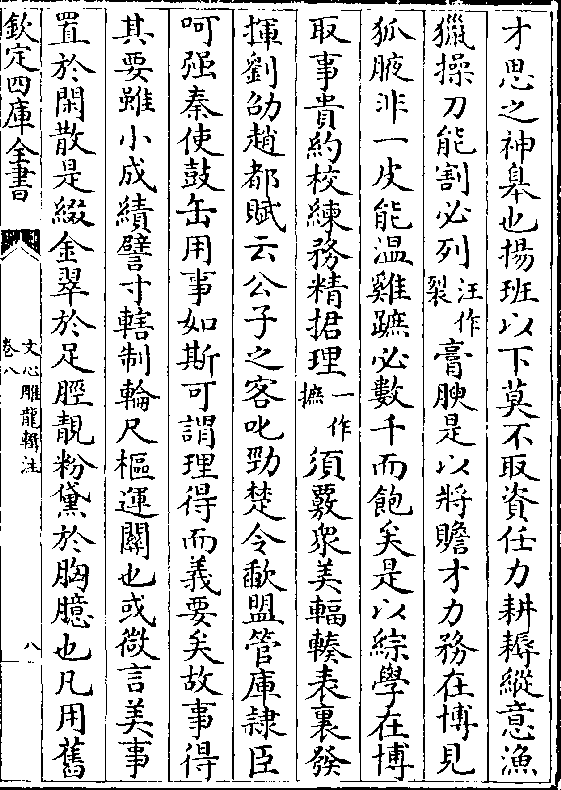 才思之神臯也揚班以下莫不取資任力耕耨縱意漁
獵操刀能割必列汪作裂膏腴是以將贍才力務在博見
狐腋非一皮能温雞蹠必數千而飽矣是以綜學在博
取事貴約校練務精捃理一作摭須覈衆美輻輳表裏發
揮劉劭趙都賦云公子之客叱勁楚令歃盟管庫隸臣
呵强秦使鼓缶用事如斯可謂理得而義要矣故事得
其要雖小成績譬寸轄制輪尺樞運關也或㣲言美事
置於閑散是綴金翠於足脛靚粉黛於胸臆也凡用舊
欽定四庫全書
文心雕龍輯注
卷八
八